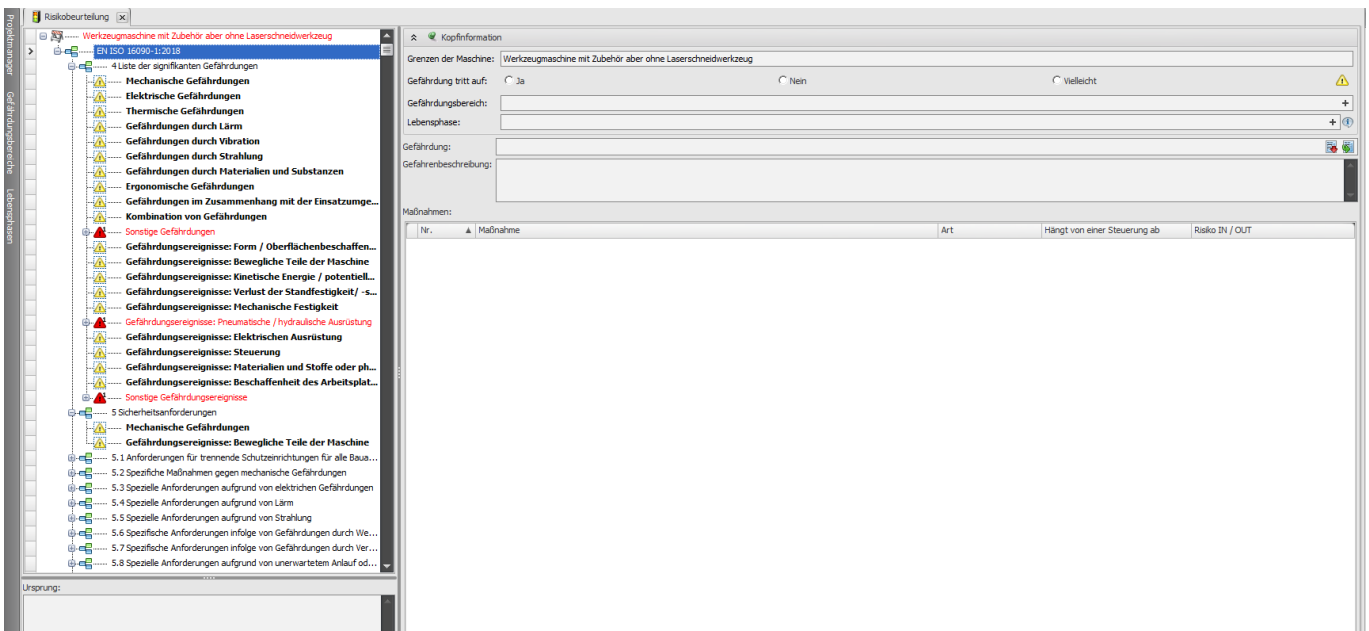 Projektmanager
Gefährdungsbereiche
Lebensphasen
Risikobeurteilung
Werkzeugmaschine mit Zubehör aber ohne Laserschneidwerkzeug
EN ISO 16090-1:2018
4 Liste der signifikanten Gefährdungen
Mechanische Gefährdungen
Elektrische Gefährdungen
Thermische Gefährdungen
Gefährdungen durch Lärm
Gefährdungen durch Vibration
Gefährdungen durch Strahlung
Gefährdungen durch Materialien und Substanzen
Ergonomische Gefährdungen
Gefährdungen im Zusammenhang mit der Einsatzumge...
Kombination von Gefährdungen
Sonstige Gefährdungen
Gefährdungsereignisse: Form / Oberflächenbeschaffen...
Gefährdungsereignisse: Bewegliche Teile der Maschine
Gefährdungsereignisse: Kinetische Energie / potentiell...
Gefährdungsereignisse: Verlust der Standfestigkeit/ -s...
Gefährdungsereignisse: Mechanische Festigkeit
Gefährdungsereignisse: Pneumatische / hydraulische Ausrüstung
Gefährdungsereignisse: Elektrischen Ausrüstung
Gefährdungsereignisse: Steuerung
Gefährdungsereignisse: Materialien und Stoffe oder ph...
Gefährdungsereignisse: Beschaffenheit des Arbeitsplat...
Sonstige Gefährdungsereignisse
5 Sicherheitsanforderungen
Mechanische Gefährdungen
Gefährdungsereignisse: Bewegliche Teile der Maschine
5.1 Anforderungen für trennende Schutzeinrichtungen für alle Baua...
5.2 Spezifiche Maßnahmen gegen mechanische Gefährdungen
5.3 Spezielle Anforderungen aufgrund von elektrichen Gefährdungen
5.4 Spezielle Anforderungen aufgrund von Lärm
5.5 Spezielle Anforderungen aufgrund von Strahlung
5.6 Spezifische Anforderungen infolge von Gefährdungen durch We...
5.7 Spezifische Anforderungen infolge von Gefährdungen durch Ver...
5.8 Spezielle Anforderungen aufgrund von unerwartetem Anlauf od...
Ursprung:
Kopfinformation
Grenzen der Maschine: Werkzeugmaschine mit Zubehör aber ohne Laserschneidwerkzeug
Gefährdung tritt auf: Ja Nein Vielleicht
Gefährdungsbereich:
Lebensphase:
Gefährdung:
Gefahrenbeschreibung:
Maßnahmen:
Nr. Maßnahme Art Hängt von einer Steuerung ab Risiko IN / OUT